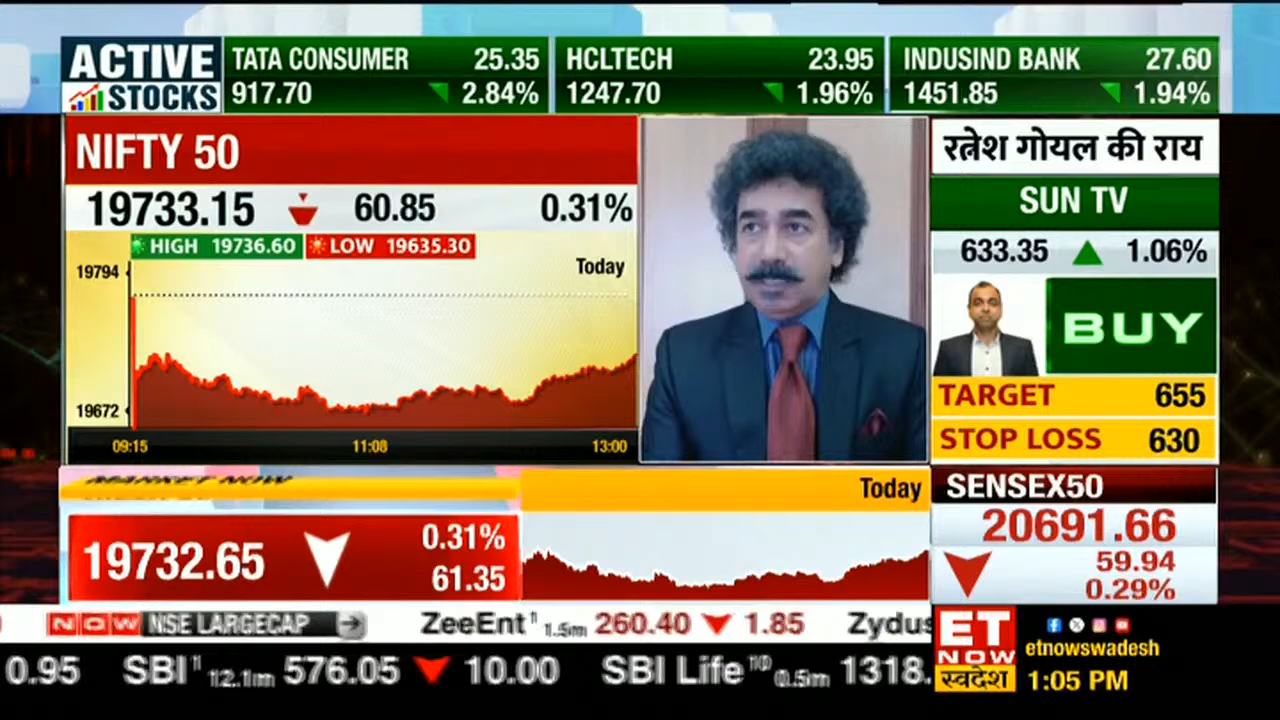 ACTIVE STOCKS
TATA CONSUMER 25.35
917.70 2.84%
HCLTECH 23.95
1247.70 1.96%
INDUSIND BANK 27.60
1451.85 1.94%
NIFTY 50
19733.15 60.85 0.31%
HIGH 19736.60 LOW 19635.30
Today
19794
19672
09:15 11:08 13:00
रत्नेश गोयल की राय
SUN TV
633.35 1.06%
BUY
TARGET 655
STOP LOSS 630
MARKET NOW
Today
19732.65 0.31%
61.35
SENSEX50
20691.66
59.94
0.29%
NOW NSE LARGECAP ZeeEnt 1 1.5m 260.40 1.85 Zydus
0.95 SBI 1 12.1m 576.05 10.00 SBI Life 10 0.5m 1318.
ET NOW स्वदेश
etnowswadesh
1:05 PM